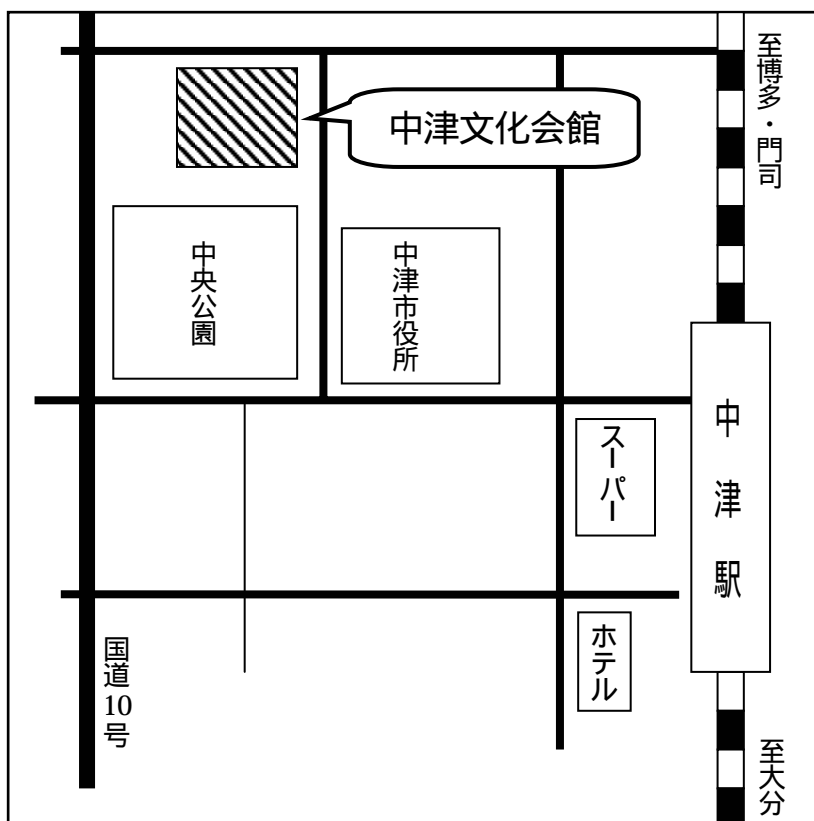 至博多・門司
中津文化会館
中央公園
中津市役所
スーパー
中津駅
ホテル
国道10号
至大分